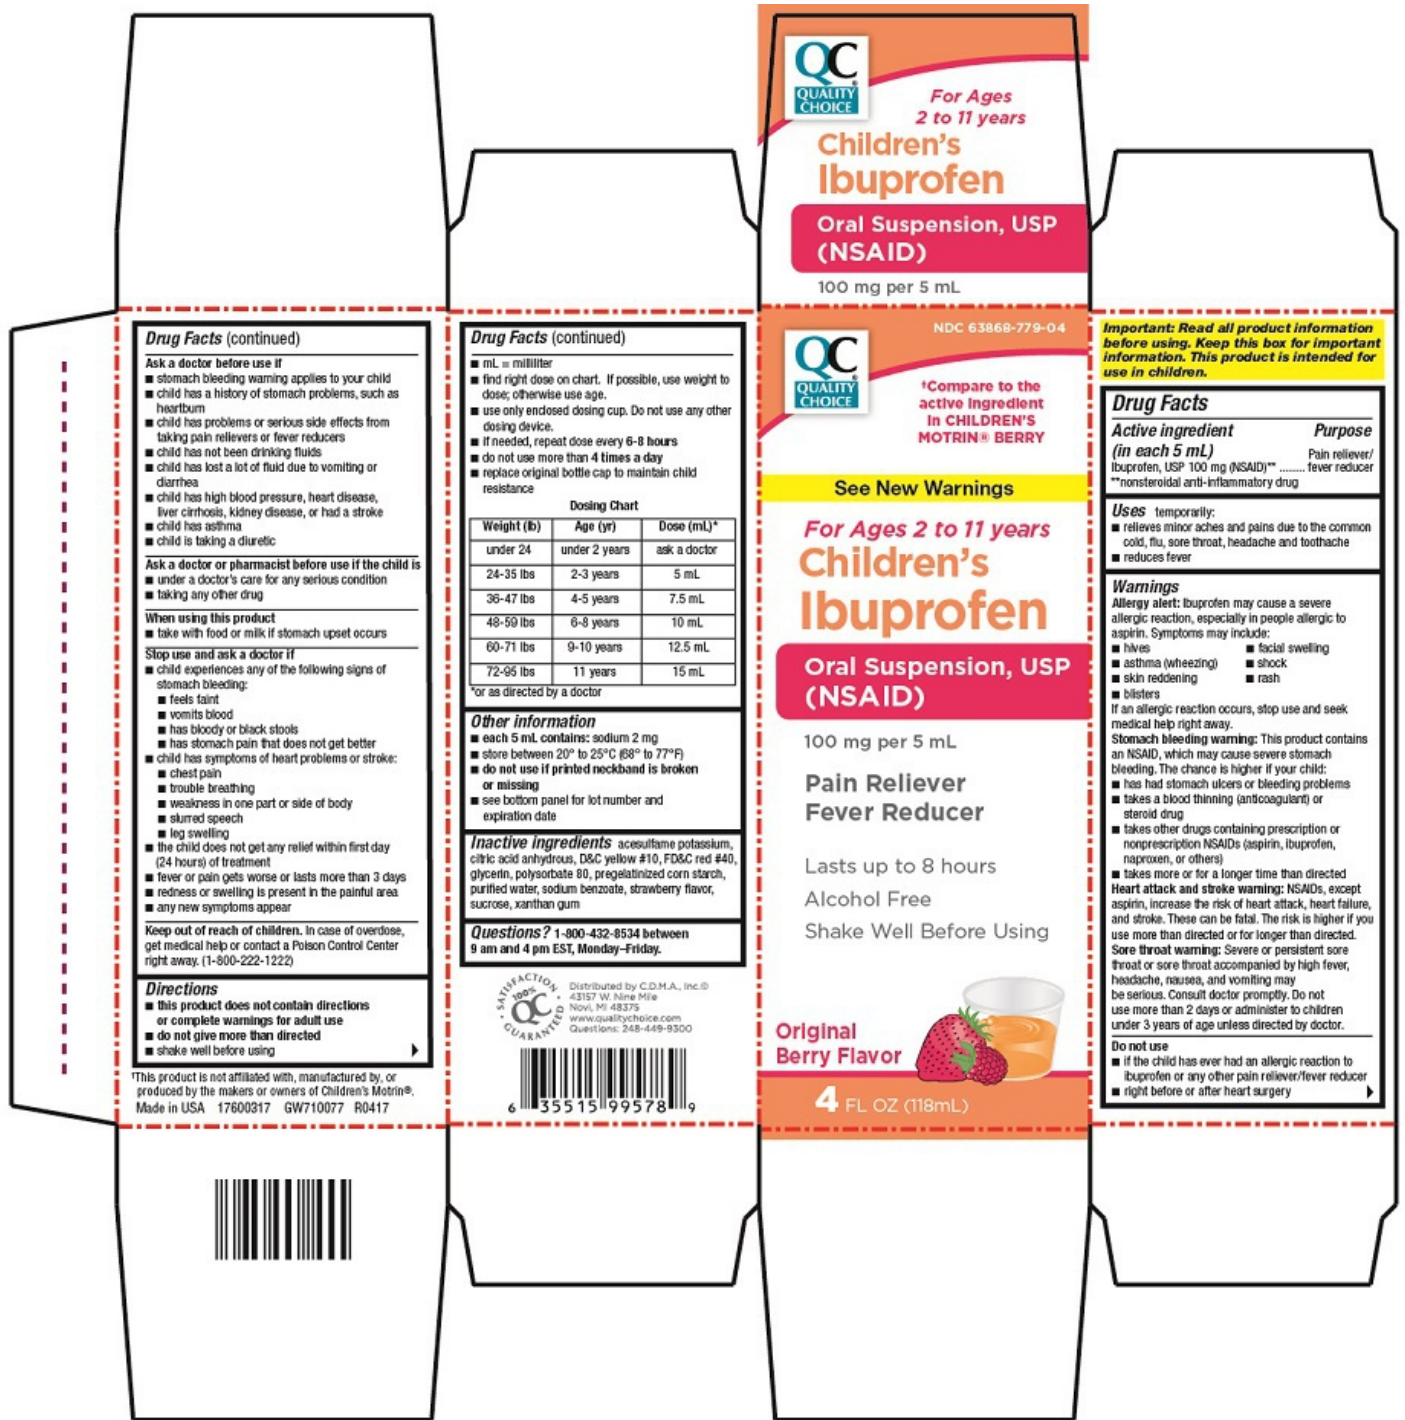 QC
QUALITY
CHOICE
®
For Ages
2 to 11 years
Children's
Ibuprofen
Oral Suspension, USP
(NSAID)
100 mg per 5 mL
NDC 63868-779-04
QC
QUALITY
CHOICE
®
†Compare to the
active ingredient
in CHILDREN'S
MOTRIN® BERRY
See New Warnings
For Ages 2 to 11 years
Children's
Ibuprofen
Oral Suspension, USP
(NSAID)
100 mg per 5 mL
Pain Reliever
Fever Reducer
Lasts up to 8 hours
Alcohol Free
Shake Well Before Using
Original
Berry Flavor
4 FL OZ (118mL)
Important: Read all product information
before using. Keep this box for important
information. This product is intended for
use in children.
Drug Facts
Active ingredient Purpose
(in each 5 mL) Pain reliever/
Ibuprofen, USP 100 mg (NSAID)** ........ fever reducer
**nonsteroidal anti-inflammatory drug
Uses temporarily:
■ relieves minor aches and pains due to the common
cold, flu, sore throat, headache and toothache
■ reduces fever
Warnings
Allergy alert: Ibuprofen may cause a severe
allergic reaction, especially in people allergic to
aspirin. Symptoms may include:
■ hives ■ facial swelling
■ asthma (wheezing) ■ shock
■ skin reddening ■ rash
■ blisters
If an allergic reaction occurs, stop use and seek
medical help right away.
Stomach bleeding warning: This product contains
an NSAID, which may cause severe stomach
bleeding. The chance is higher if your child:
■ has had stomach ulcers or bleeding problems
■ takes a blood thinning (anticoagulant) or
steroid drug
■ takes other drugs containing prescription or
nonprescription NSAIDs (aspirin, ibuprofen,
naproxen, or others)
■ takes more or for a longer time than directed
Heart attack and stroke warning: NSAIDs, except
aspirin, increase the risk of heart attack, heart failure,
and stroke. These can be fatal. The risk is higher if you
use more than directed or for longer than directed.
Sore throat warning: Severe or persistent sore
throat or sore throat accompanied by high fever,
headache, nausea, and vomiting may
be serious. Consult doctor promptly. Do not
use more than 2 days or administer to children
under 3 years of age unless directed by doctor.
Do not use
■ if the child has ever had an allergic reaction to
ibuprofen or any other pain reliever/fever reducer
■ right before or after heart surgery
Drug Facts (continued)
Ask a doctor before use if
■ stomach bleeding warning applies to your child
■ child has a history of stomach problems, such as
heartburn
■ child has problems or serious side effects from
taking pain relievers or fever reducers
■ child has not been drinking fluids
■ child has lost a lot of fluid due to vomiting or
diarrhea
■ child has high blood pressure, heart disease,
liver cirrhosis, kidney disease, or had a stroke
■ child has asthma
■ child is taking a diuretic
Ask a doctor or pharmacist before use if the child is
■ under a doctor's care for any serious condition
■ taking any other drug
When using this product
■ take with food or milk if stomach upset occurs
Stop use and ask a doctor if
■ child experiences any of the following signs of
stomach bleeding:
■ feels faint
■ vomits blood
■ has bloody or black stools
■ has stomach pain that does not get better
■ child has symptoms of heart problems or stroke:
■ chest pain
■ trouble breathing
■ weakness in one part or side of body
■ slurred speech
■ leg swelling
■ the child does not get any relief within first day
(24 hours) of treatment
■ fever or pain gets worse or lasts more than 3 days
■ redness or swelling is present in the painful area
■ any new symptoms appear
Keep out of reach of children. In case of overdose,
get medical help or contact a Poison Control Center
right away. (1-800-222-1222)
Directions
■ this product does not contain directions
or complete warnings for adult use
■ do not give more than directed
■ shake well before using
†This product is not affiliated with, manufactured by, or
produced by the makers or owners of Children's Motrin®.
Made in USA 17600317 GW710077 R0417
Drug Facts (continued)
■ mL = milliliter
■ find right dose on chart. If possible, use weight to
dose; otherwise use age.
■ use only enclosed dosing cup. Do not use any other
dosing device.
■ if needed, repeat dose every 6-8 hours
■ do not use more than 4 times a day
■ replace original bottle cap to maintain child
resistance
Dosing Chart
Weight (lb) Age (yr) Dose (mL)*
under 24 under 2 years ask a doctor
24-35 lbs 2-3 years 5 mL
36-47 lbs 4-5 years 7.5 mL
48-59 lbs 6-8 years 10 mL
60-71 lbs 9-10 years 12.5 mL
72-95 lbs 11 years 15 mL
*or as directed by a doctor
Other information
■ each 5 mL contains: sodium 2 mg
■ store between 20° to 25°C (68° to 77°F)
■ do not use if printed neckband is broken
or missing
■ see bottom panel for lot number and
expiration date
Inactive ingredients acesulfame potassium,
citric acid anhydrous, D&C yellow #10, FD&C red #40,
glycerin, polysorbate 80, pregelatinized corn starch,
purified water, sodium benzoate, strawberry flavor,
sucrose, xanthan gum
Questions? 1-800-432-8534 between
9 am and 4 pm EST, Monday–Friday.
SATISFACTION
100%
QC
GUARANTEED
Distributed by C.D.M.A., Inc.©
43157 W. Nine Mile
Novi, MI 48375
www.qualitychoice.com
Questions: 248-449-9300
6 35515 99578 9